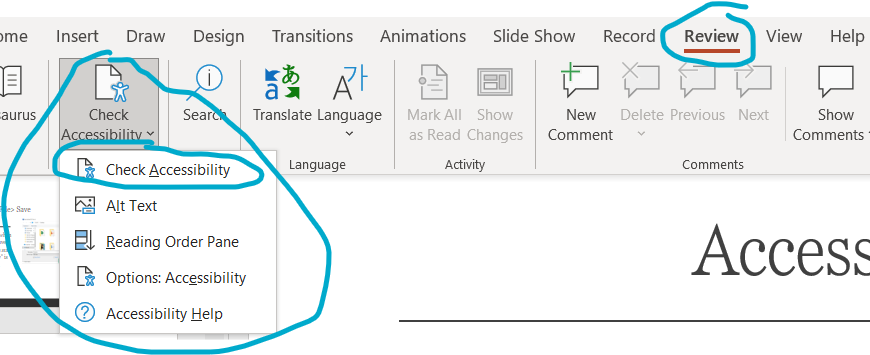 ome Insert Draw Design Transitions Animations Slide Show Record Review View Help
saurus Check Accessibility Search Translate Language Mark All as Read Show Changes New Comment Delete Previous Next Show Comments
Language Activity Comments
Check Accessibility
Alt Text
Reading Order Pane
Options: Accessibility
Accessibility Help
File> Save
Access